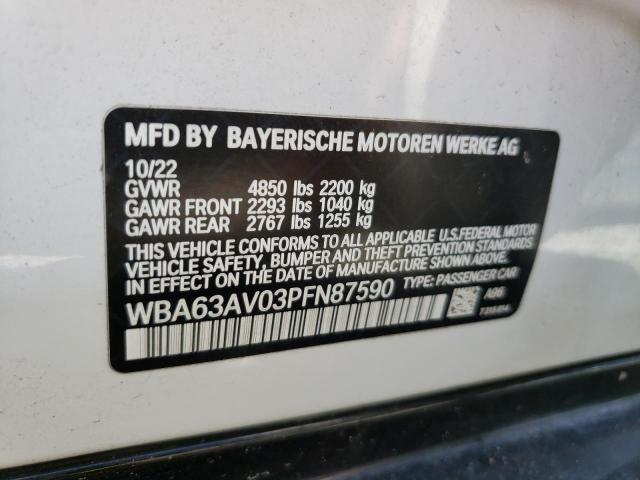 MFD BY BAYERISCHE MOTOREN WERKE AG
10/22
GVWR 4850 lbs 2200 kg
GAWR FRONT 2293 lbs 1040 kg
GAWR REAR 2767 lbs 1255 kg
THIS VEHICLE CONFORMS TO ALL APPLICABLE U.S. FEDERAL MOTOR
VEHICLE SAFETY, BUMPER AND THEFT PREVENTION STANDARDS
IN EFFECT ON THE DATE OF MANUFACTURE SHOWN ABOVE.
WBA63AV03PFN87590 TYPE: PASSENGER CAR
A96